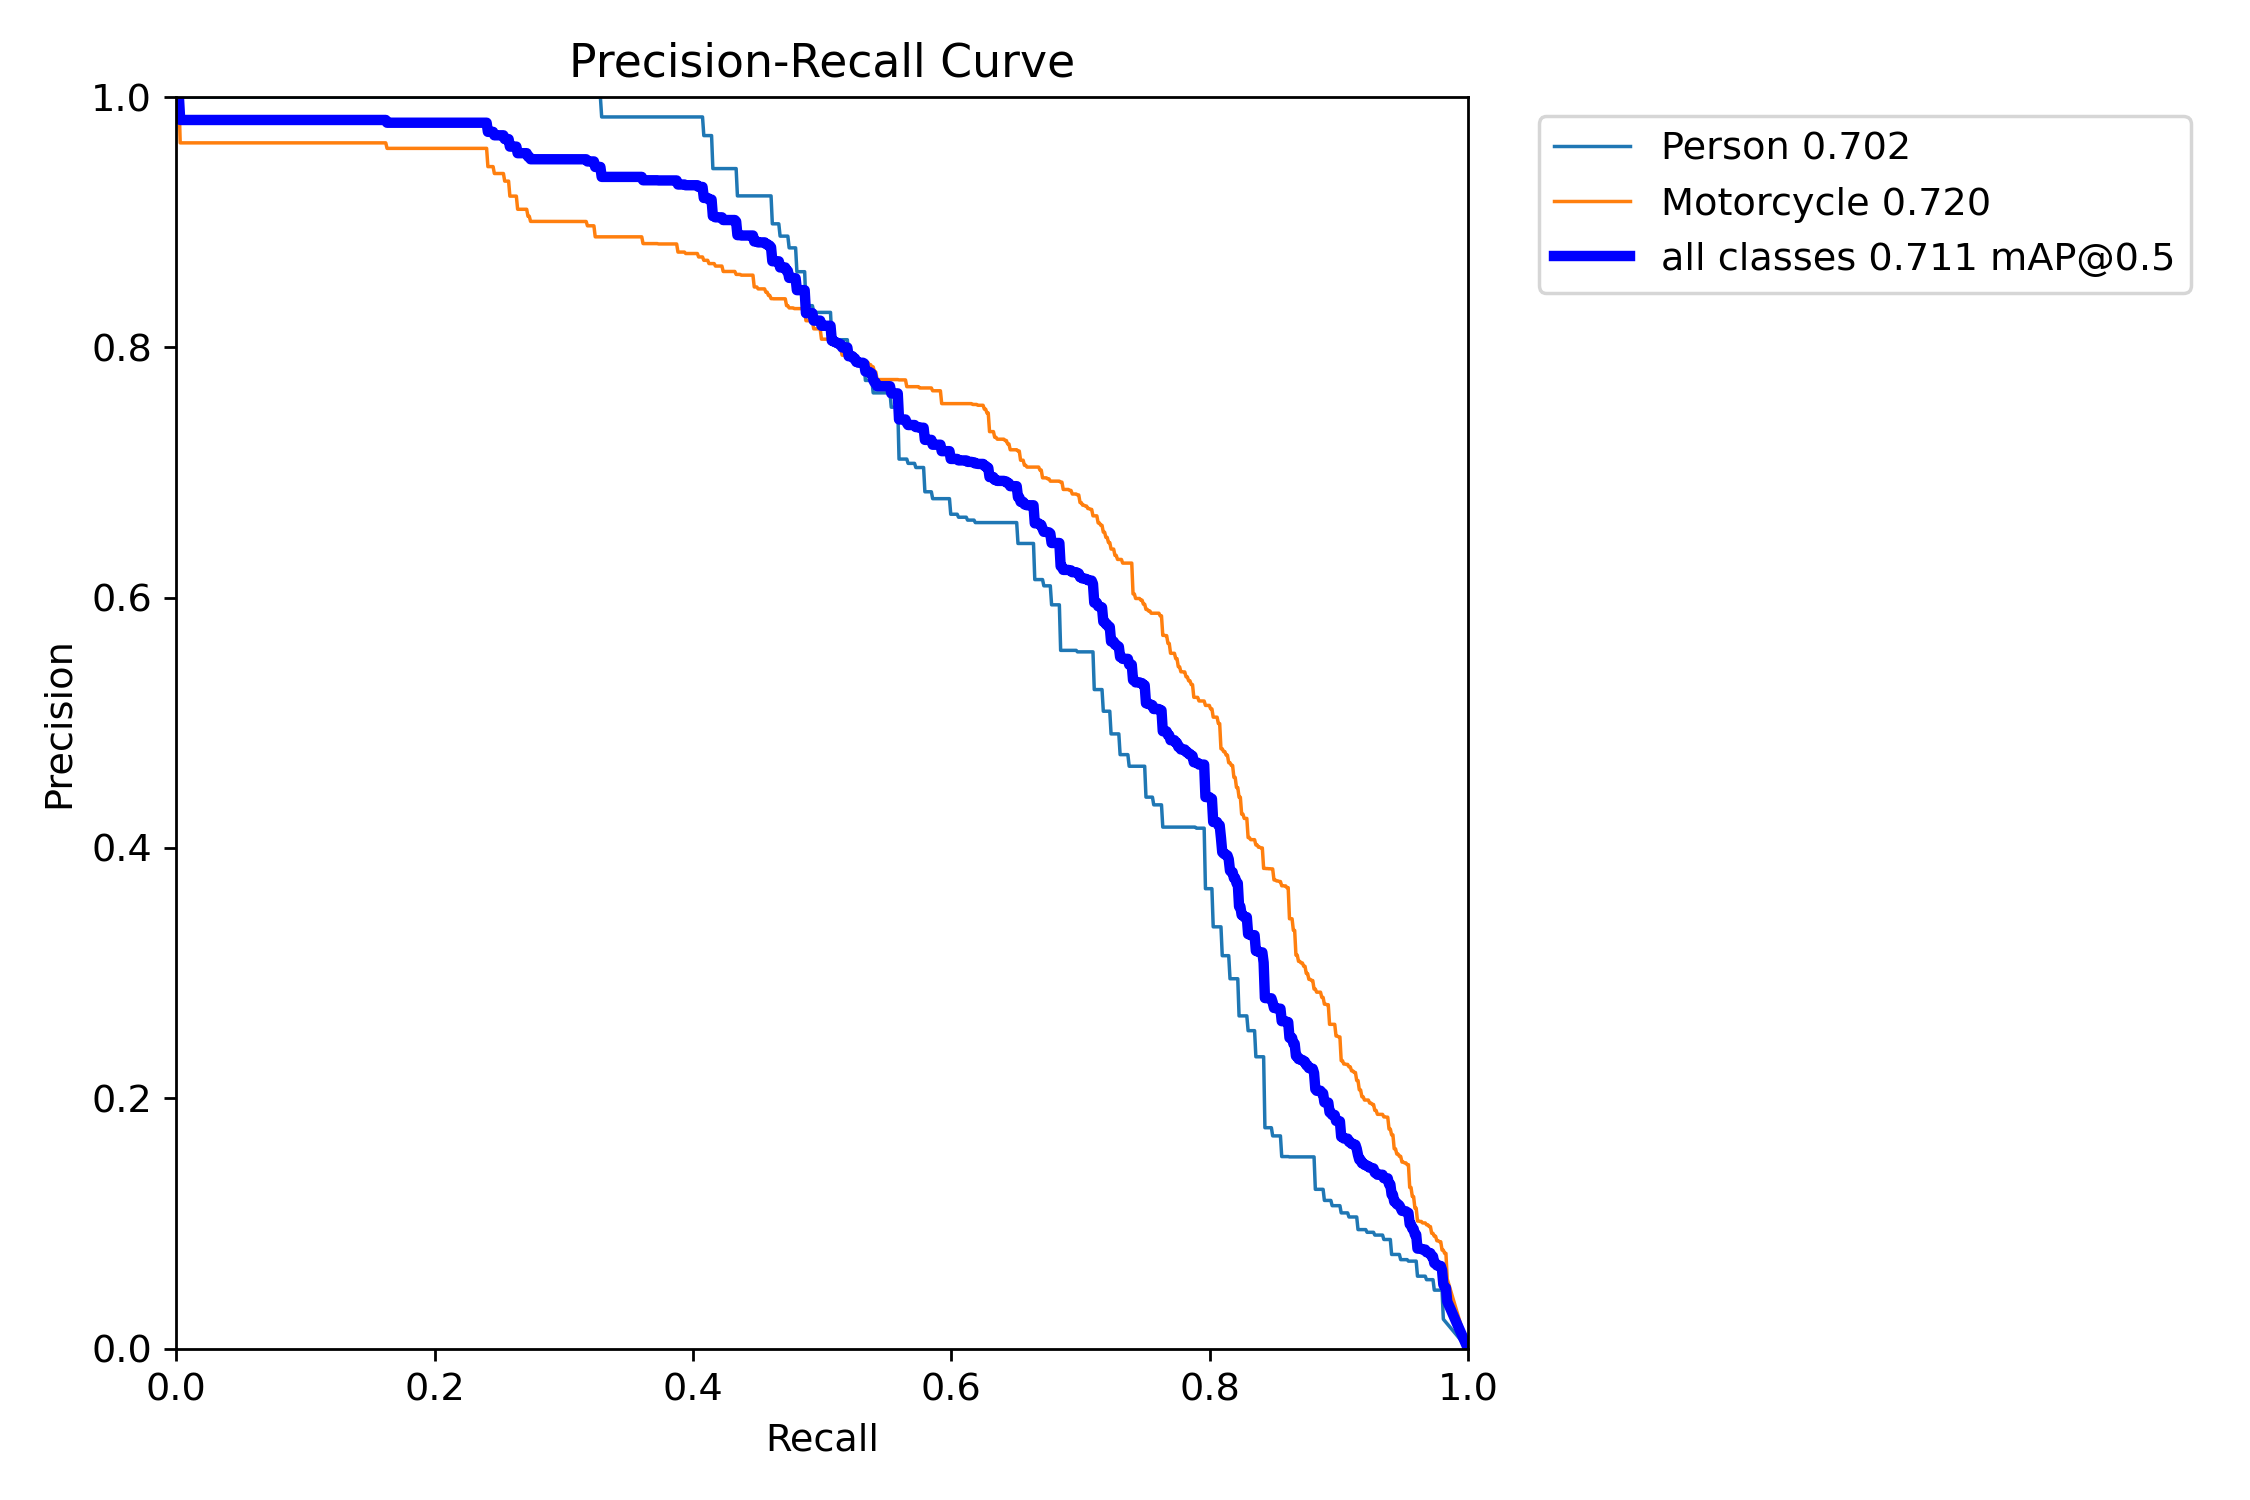 Precision-Recall Curve
1.0
0.8
0.6
0.4
0.2
0.0
Precision
0.0 0.2 0.4 0.6 0.8 1.0
Recall
Person 0.702
Motorcycle 0.720
all classes 0.711 mAP@0.5